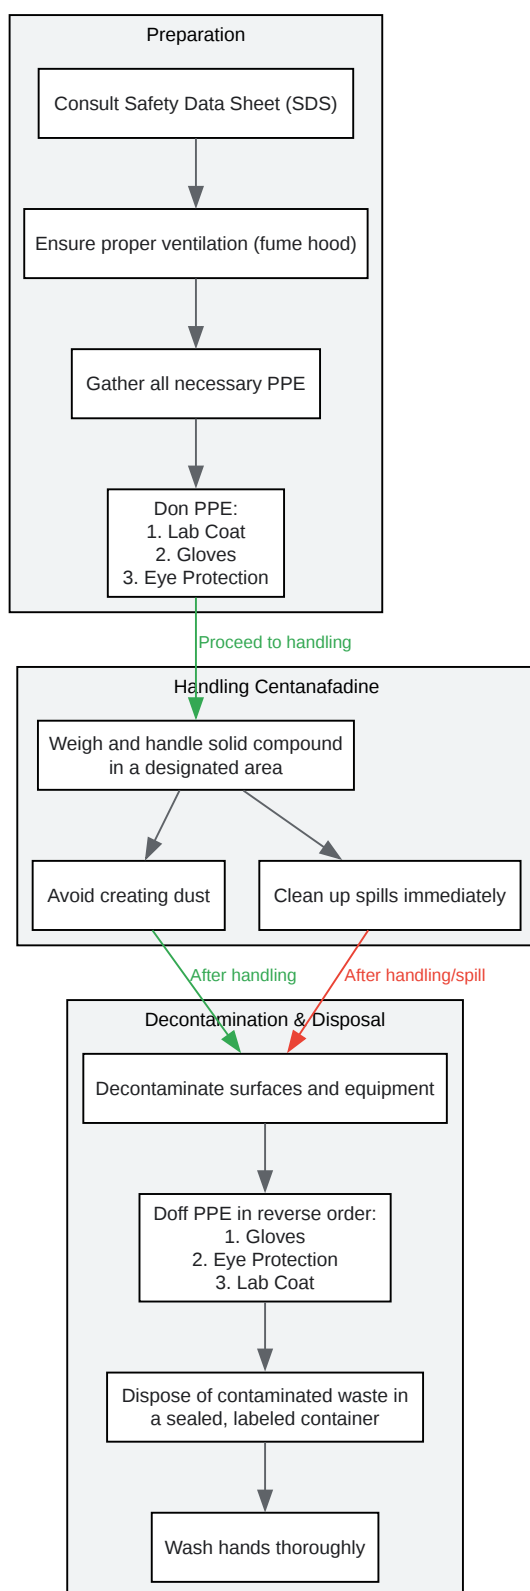 Preparation
Consult Safety Data Sheet (SDS)
Ensure proper ventilation (fume hood)
Gather all necessary PPE
Don PPE:
1. Lab Coat
2. Gloves
3. Eye Protection
Proceed to handling
Handling Centanafadine
Weigh and handle solid compound
in a designated area
Avoid creating dust
Clean up spills immediately
After handling
After handling/spill
Decontamination & Disposal
Decontaminate surfaces and equipment
Doff PPE in reverse order:
1. Gloves
2. Eye Protection
3. Lab Coat
Dispose of contaminated waste in
a sealed, labeled container
Wash hands thoroughly